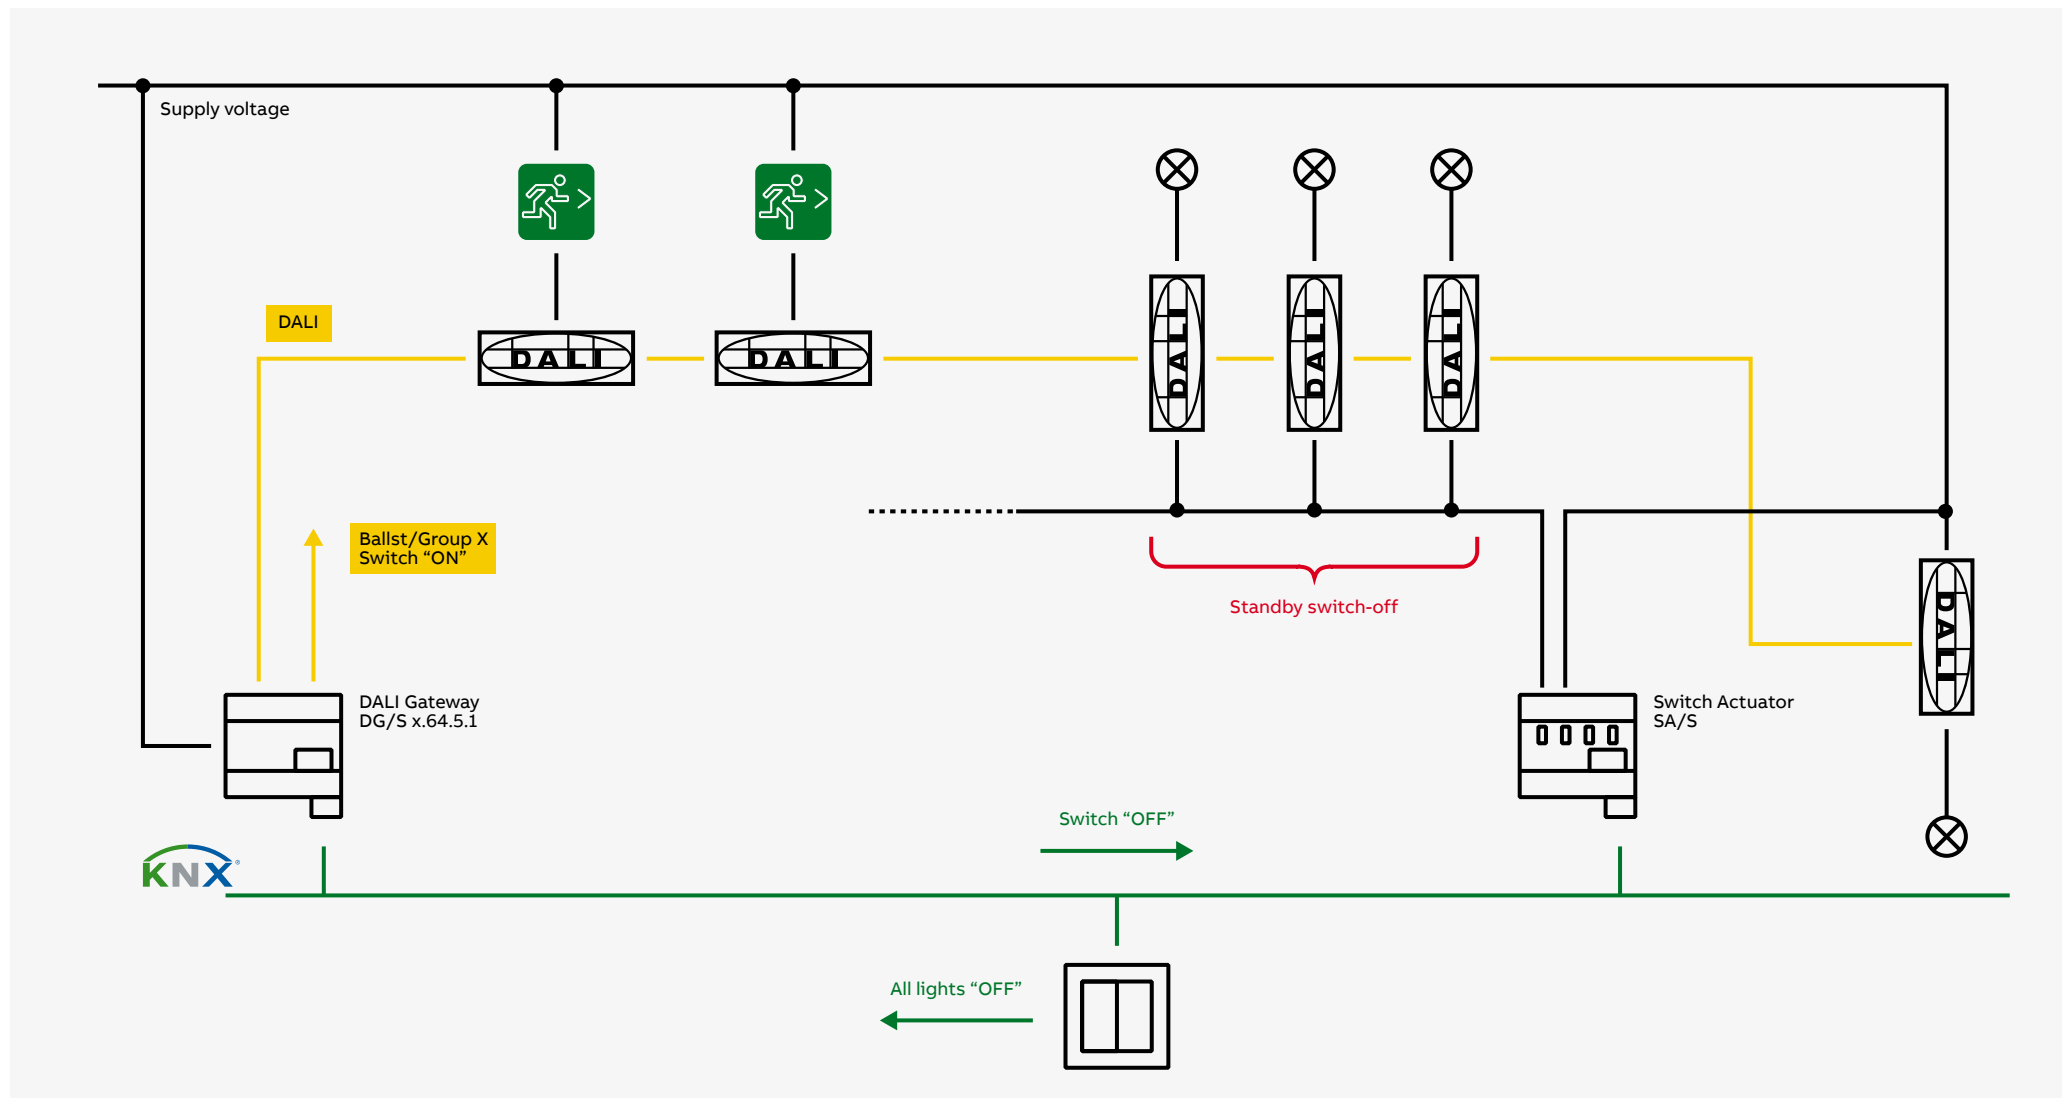 Supply voltage
DALI
DALI
DALI
DALI
DALI
DALI
Ballst/Group X
Switch “ON”
Standby switch-off
DALI
DALI Gateway
DG/S x.64.5.1
Switch Actuator
SA/S
Switch “OFF”
KNX®
All lights “OFF”